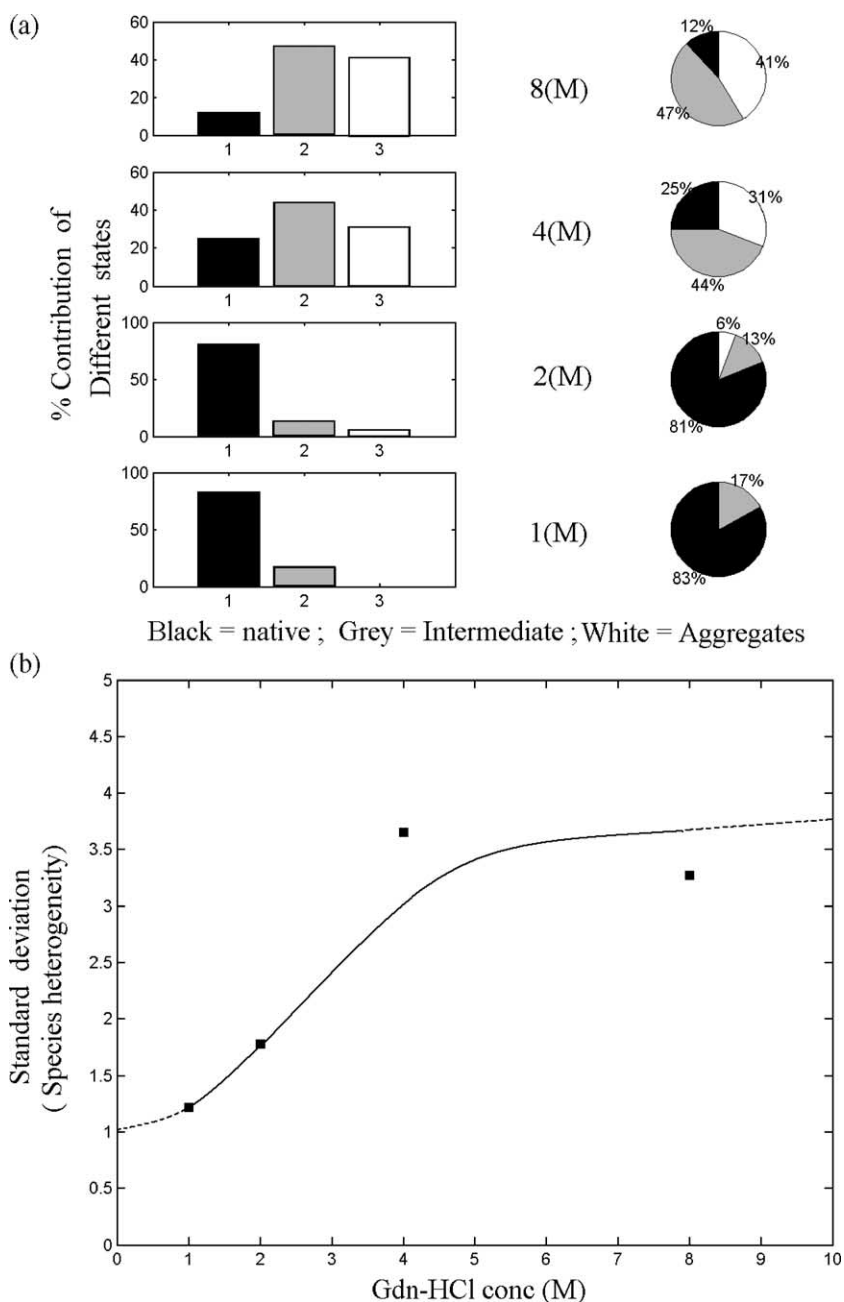 (a)
% Contribution of
Different states
60
40
20
0
1 2 3
8(M)
12%
41%
47%
60
40
20
0
1 2 3
4(M)
25%
31%
44%
100
50
0
1 2 3
2(M)
6%
13%
81%
100
50
0
1 2 3
1(M)
17%
83%
Black = native ; Grey = Intermediate ; White = Aggregates
(b)
Standard deviation
( Species heterogeneity)
5
4.5
4
3.5
3
2.5
2
1.5
1
0.5
0
0 1 2 3 4 5 6 7 8 9 10
Gdn-HCl conc (M)